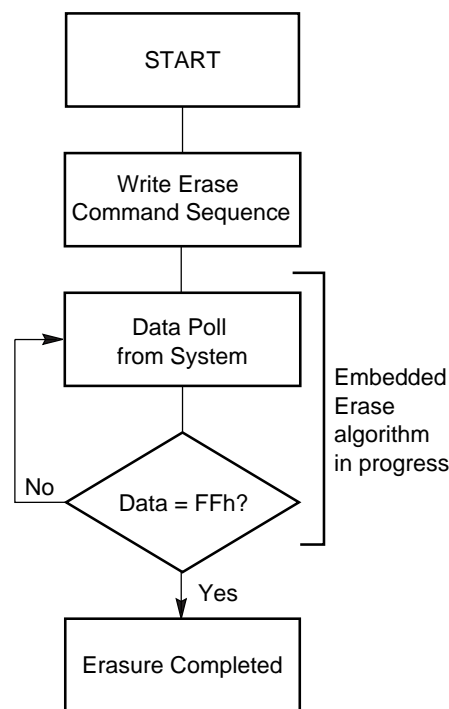 START
Write Erase
Command Sequence
Data Poll
from System
Embedded
Erase
algorithm
in progress
No
Data = FFh?
Yes
Erasure Completed